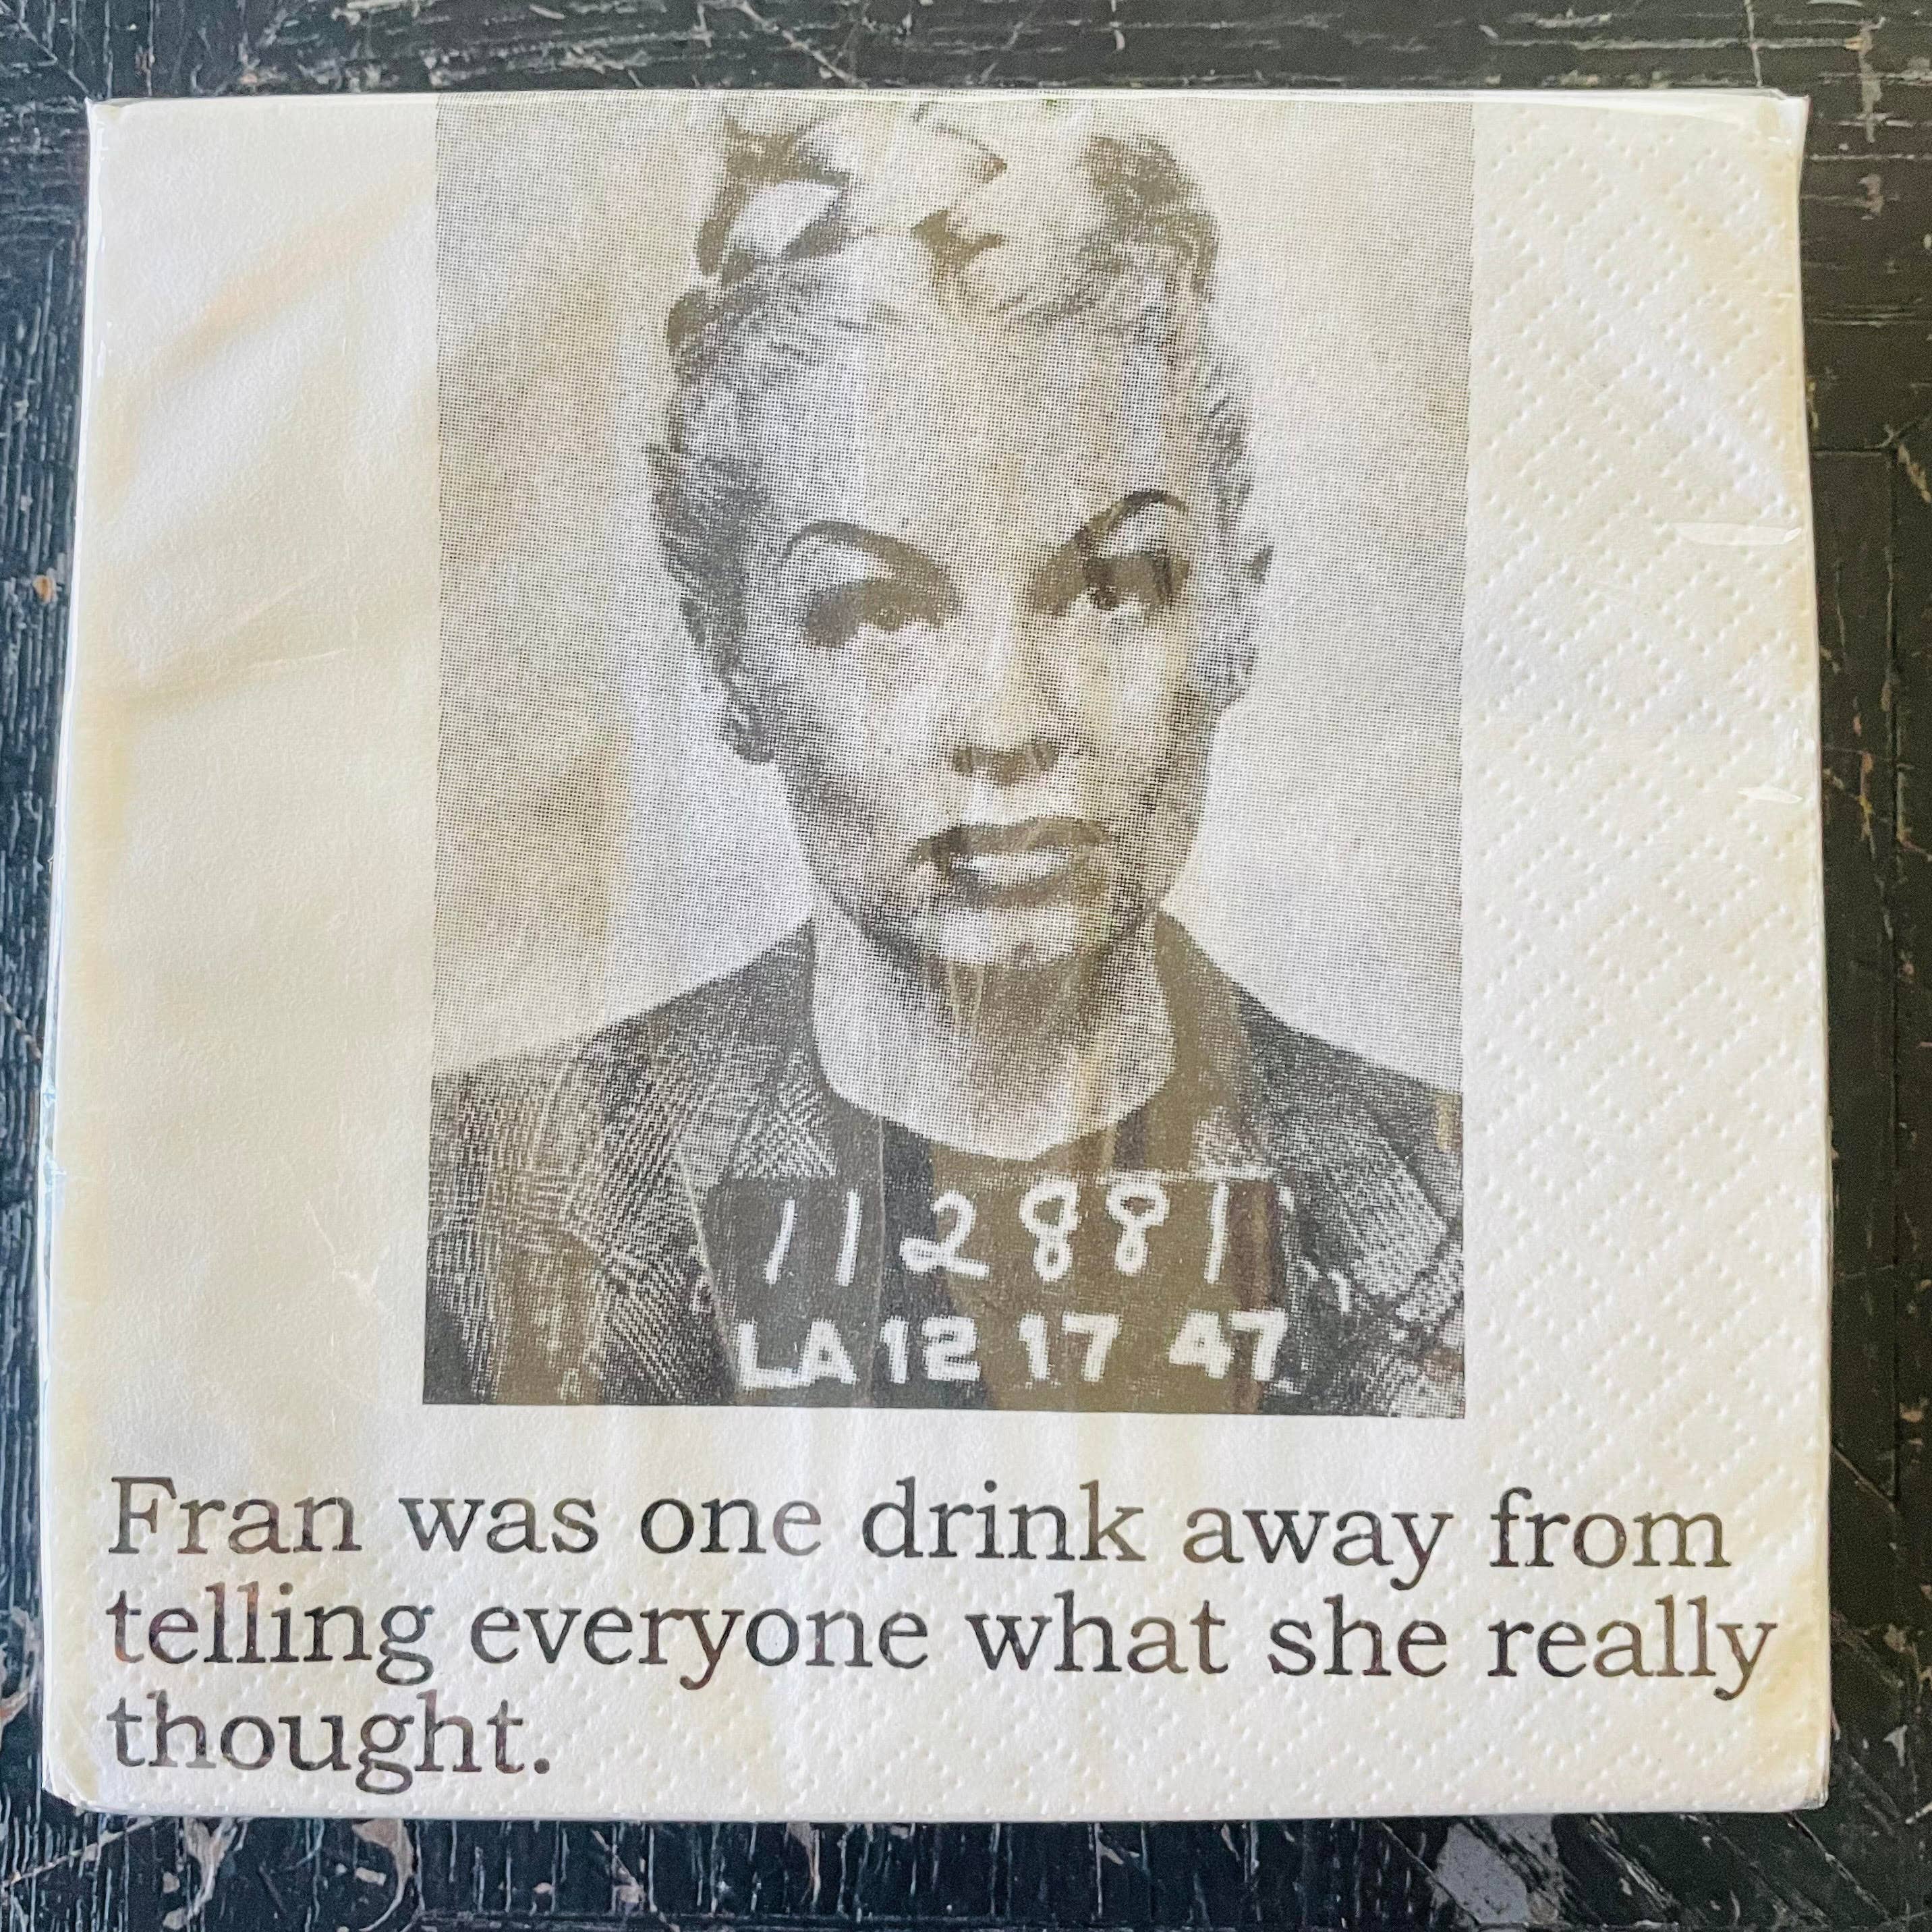 112881
LA 12 17 47
Fran was one drink away from
telling everyone what she really
thought.